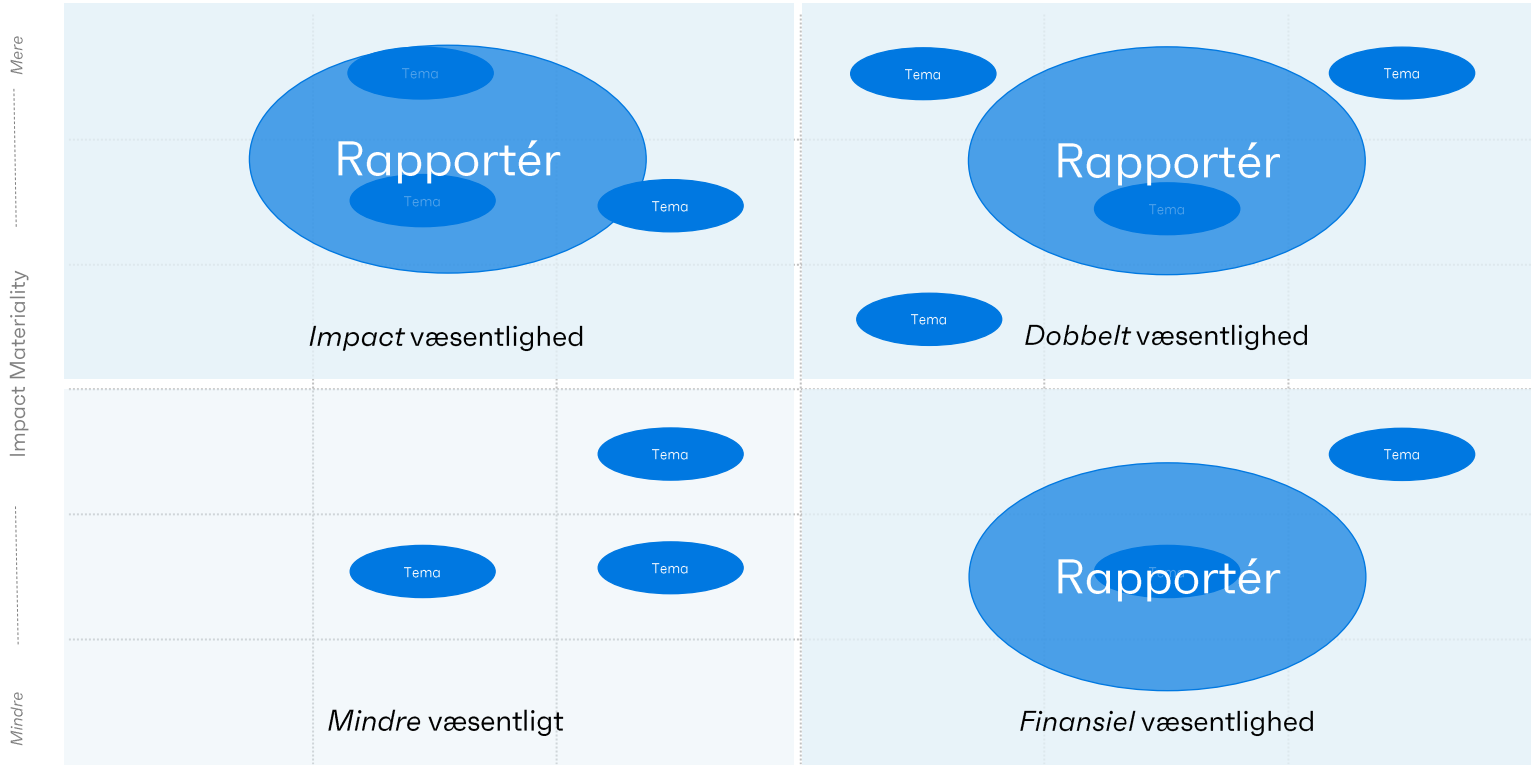 Mere
Impact Materiality
Mindre
Tema
Rapportér
Tema
Tema
Impact væsentlighed
Tema
Tema
Rapportér
Tema
Tema
Dobbelt væsentlighed
Tema
Tema
Tema
Mindre væsentligt
Tema
Tema
Rapportér
Finansiel væsentlighed